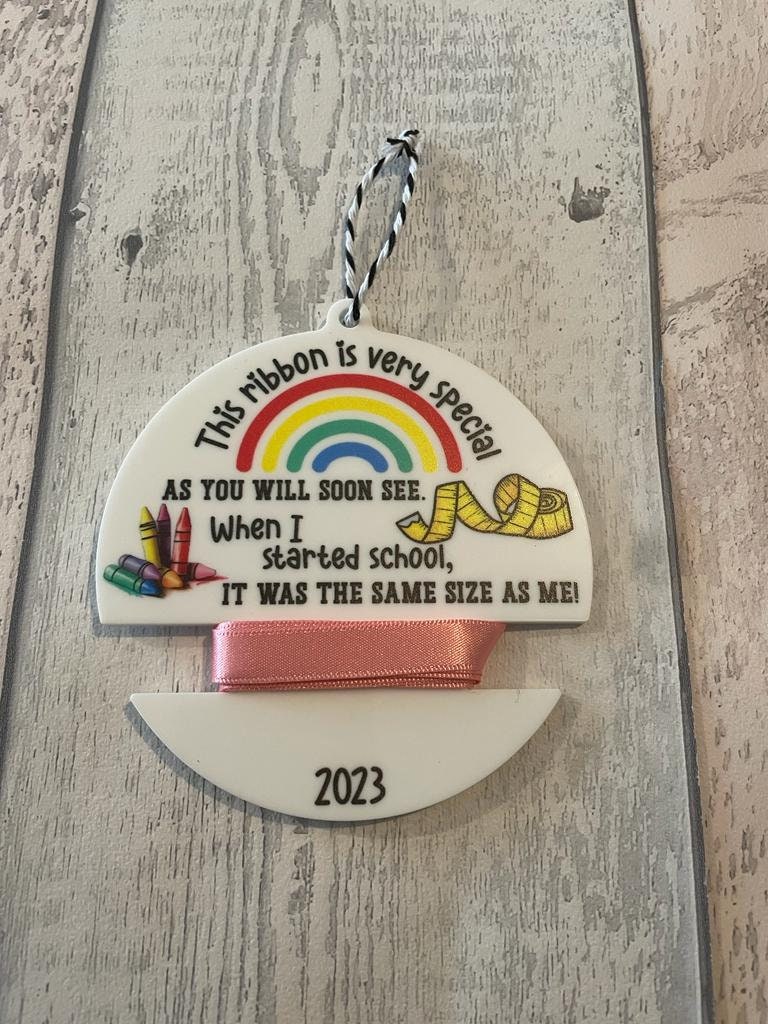 This ribbon is very special
AS YOU WILL SOON SEE.
When I
started school,
IT WAS THE SAME SIZE AS ME!
2023